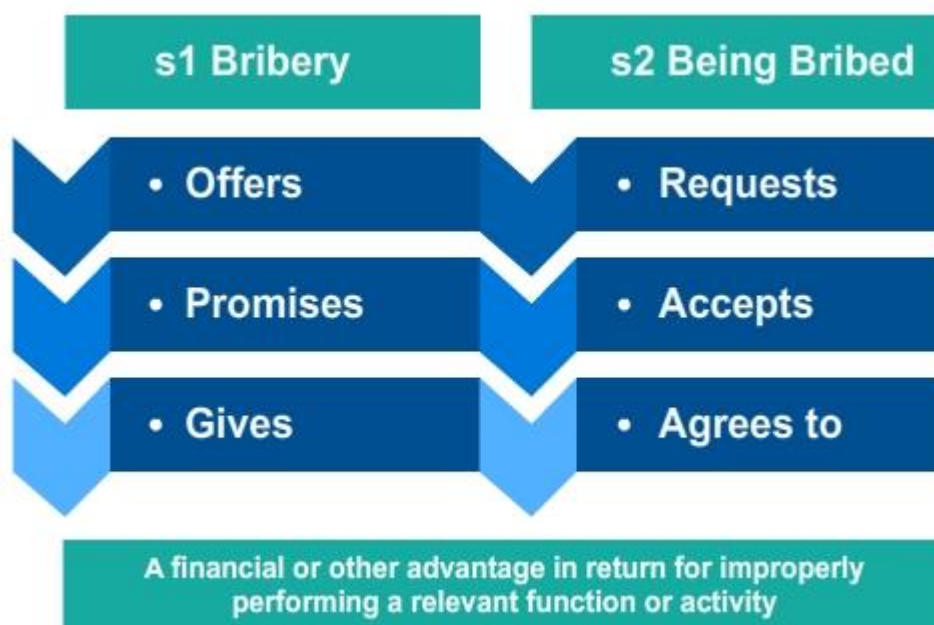 s1 Bribery
s2 Being Bribed
• Offers
• Requests
• Promises
• Accepts
• Gives
• Agrees to
A financial or other advantage in return for improperly
performing a relevant function or activity